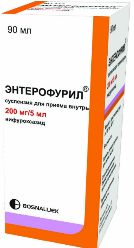 90 мл
ЭНТЕРОФУРИЛ®
суспензия для приема внутрь
200 мг/5 мл
нифуроксазид
BOSNALIJEK